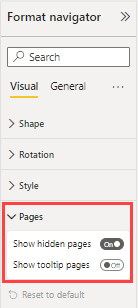 Format navigator
Search
Visual General ...
Shape
Rotation
Style
Pages
Show hidden pages On
Show tooltip pages Off
Reset to default